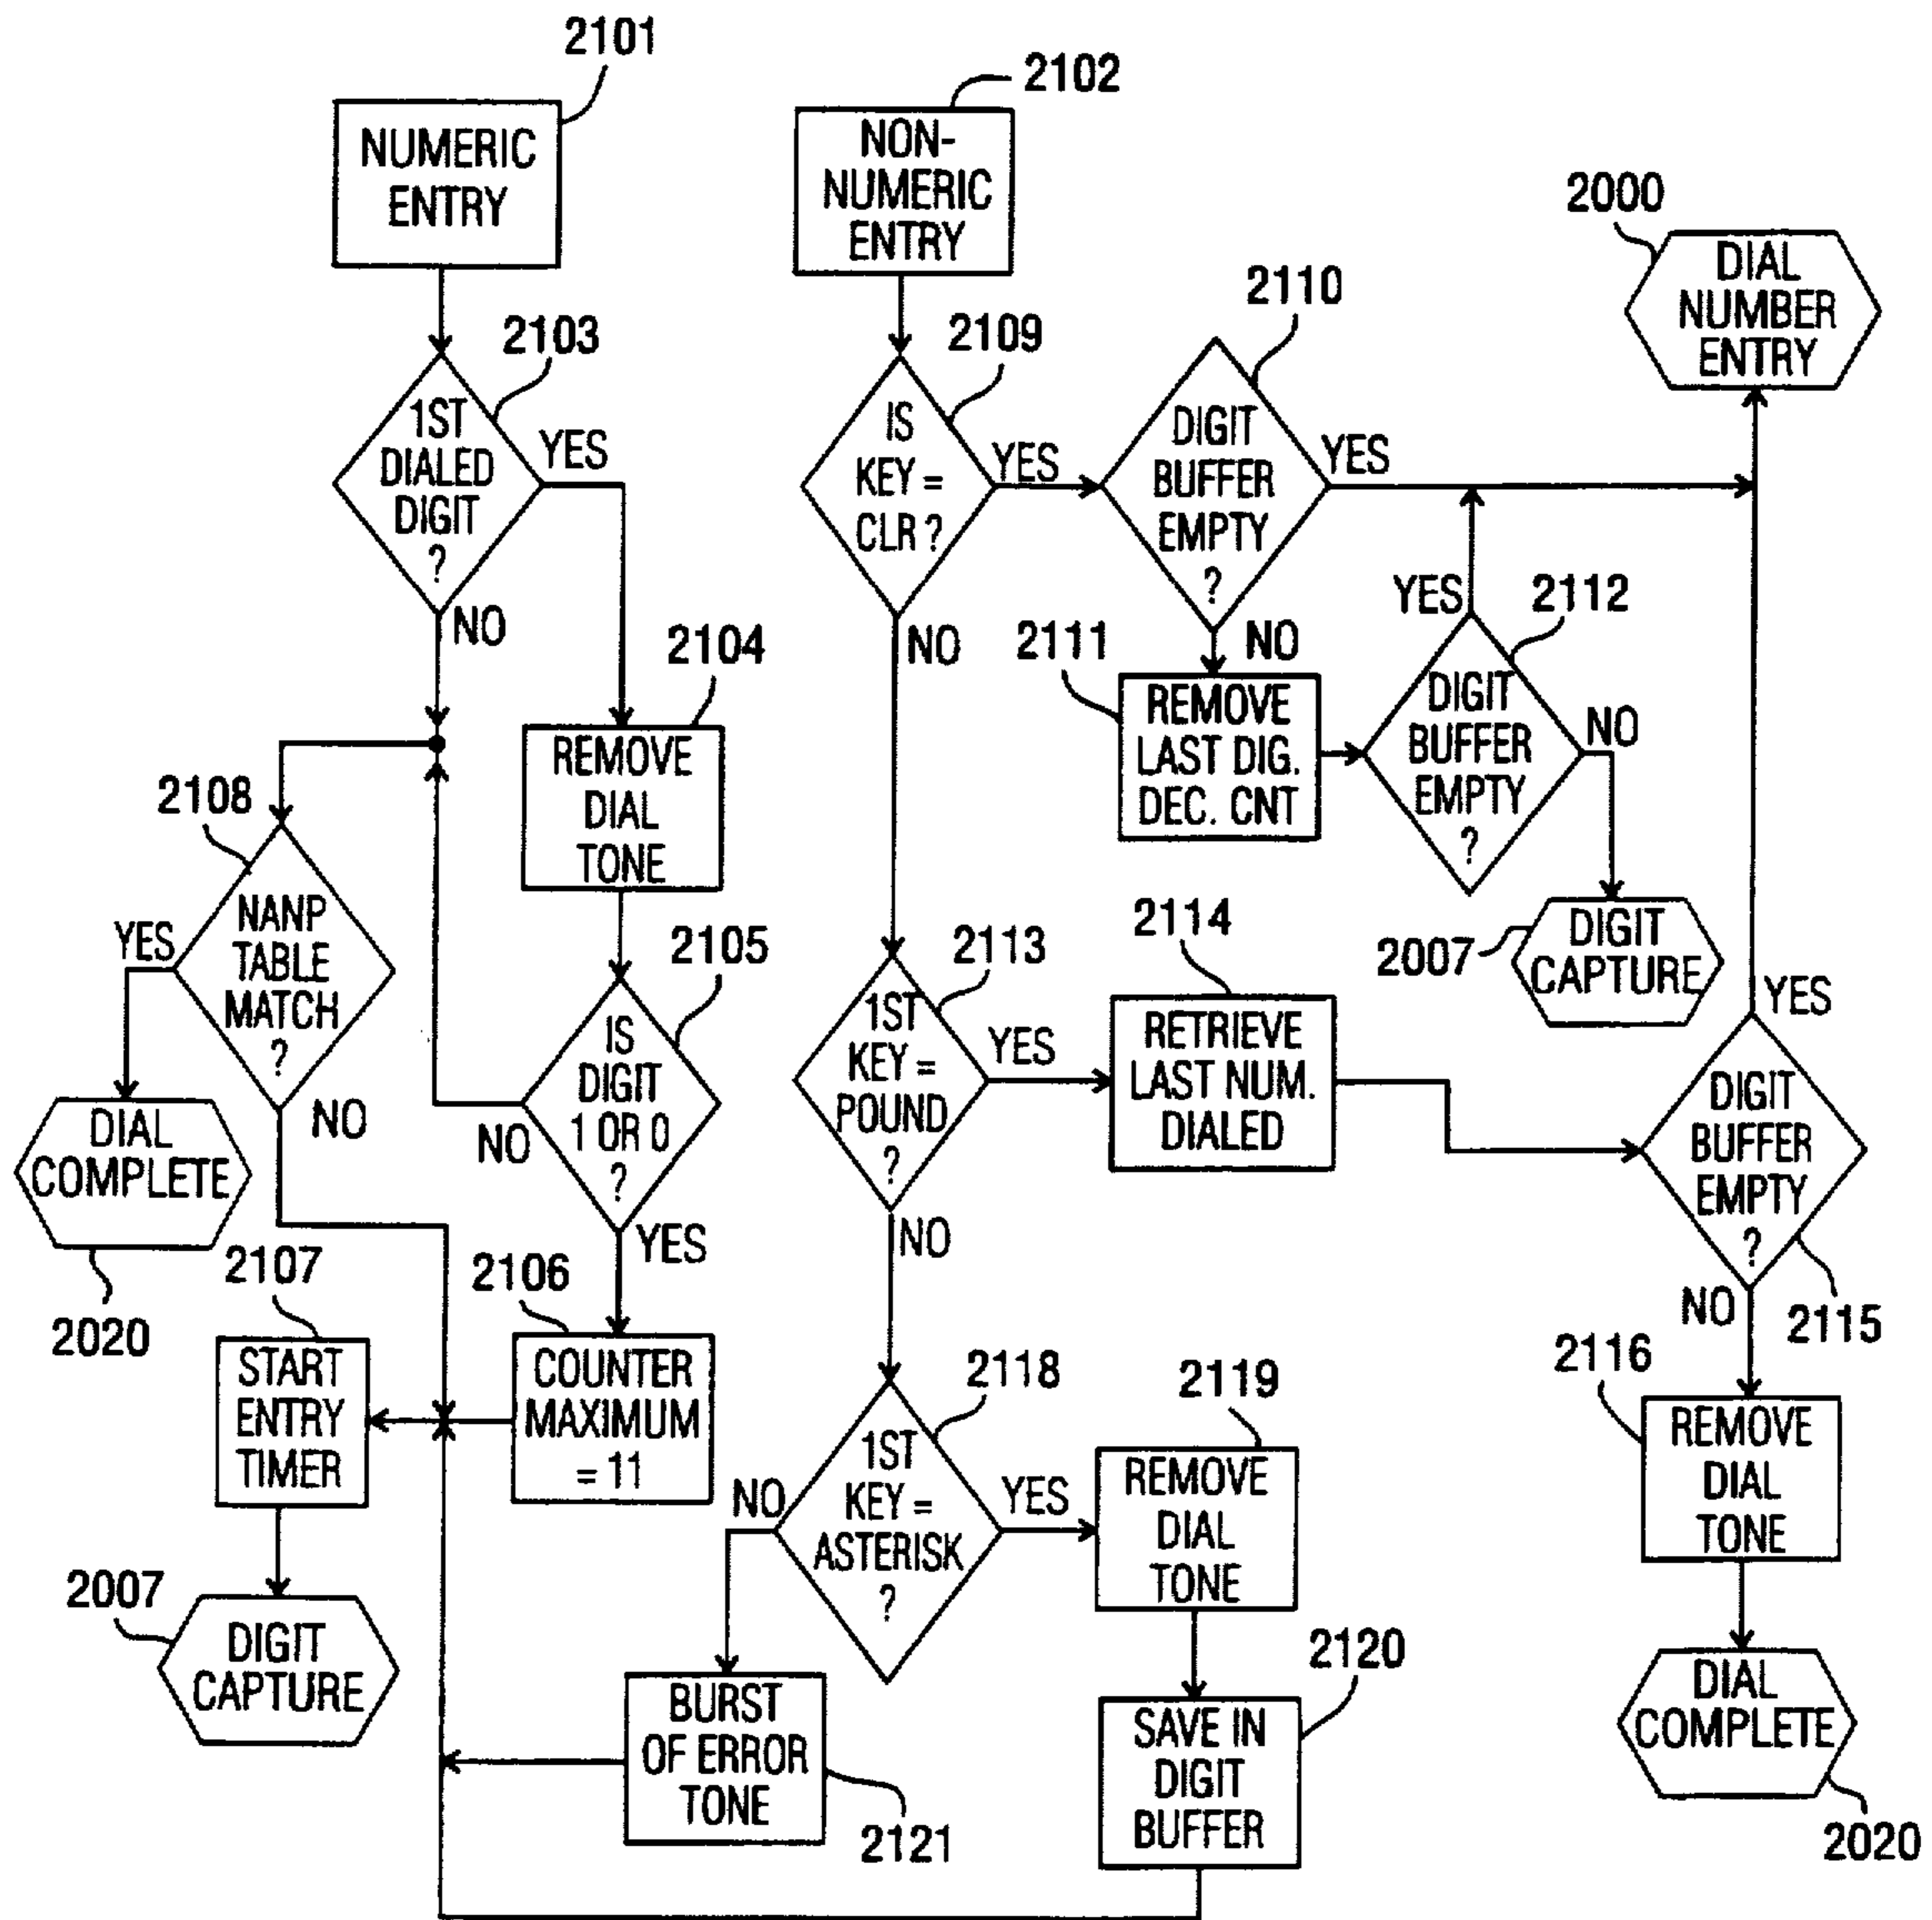 2101
NUMERIC
ENTRY
2102
NON-
NUMERIC
ENTRY
2000
DIAL
NUMBER
ENTRY
2103
1ST
DIALED
DIGIT
?
YES
NO
2109
IS
KEY =
CLR ?
YES
NO
2110
DIGIT
BUFFER
EMPTY
?
YES
NO
2104
REMOVE
DIAL
TONE
2111
REMOVE
LAST DIG.
DEC. CNT
2112
YES
DIGIT
BUFFER
EMPTY
?
NO
2007
DIGIT
CAPTURE
2108
NANP
TABLE
MATCH
?
YES
NO
DIAL
COMPLETE
2020
2105
IS
DIGIT
1 OR 0
?
NO
YES
2113
1ST
KEY =
POUND
?
YES
NO
2114
RETRIEVE
LAST NUM.
DIALED
YES
DIGIT
BUFFER
EMPTY
?
NO
2115
2107
START
ENTRY
TIMER
2106
COUNTER
MAXIMUM
= 11
2118
1ST
KEY =
ASTERISK
?
NO
YES
2119
REMOVE
DIAL
TONE
2116
REMOVE
DIAL
TONE
2007
DIGIT
CAPTURE
BURST
OF ERROR
TONE
2121
2120
SAVE IN
DIGIT
BUFFER
DIAL
COMPLETE
2020